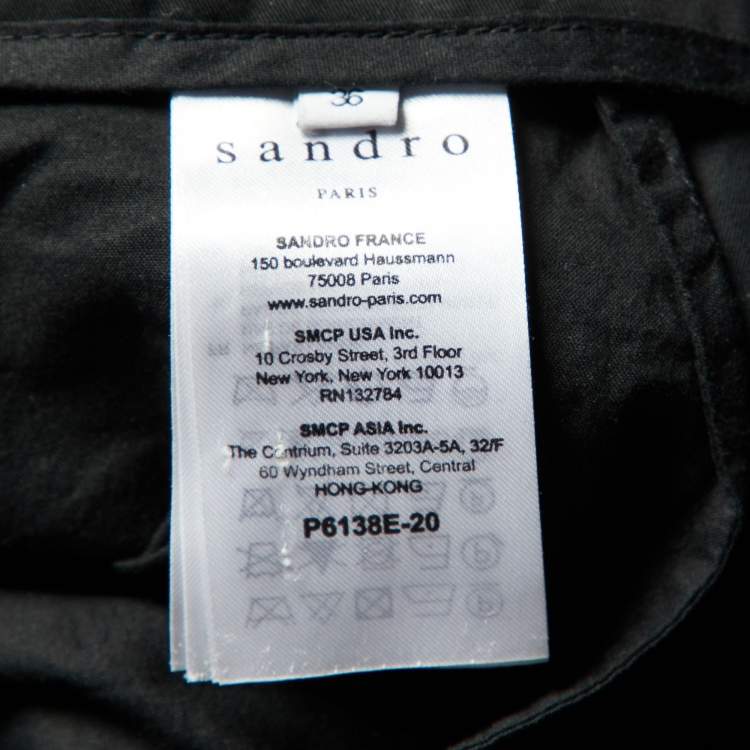 36
sandro
PARIS
SANDRO FRANCE
150 boulevard Haussmann
75008 Paris
www.sandro-paris.com
SMCP USA Inc.
10 Crosby Street, 3rd Floor
New York, New York 10013
RN132784
SMCP ASIA Inc.
The Centrium, Suite 3203A-5A, 32/F
60 Wyndham Street, Central
HONG-KONG
P6138E-20